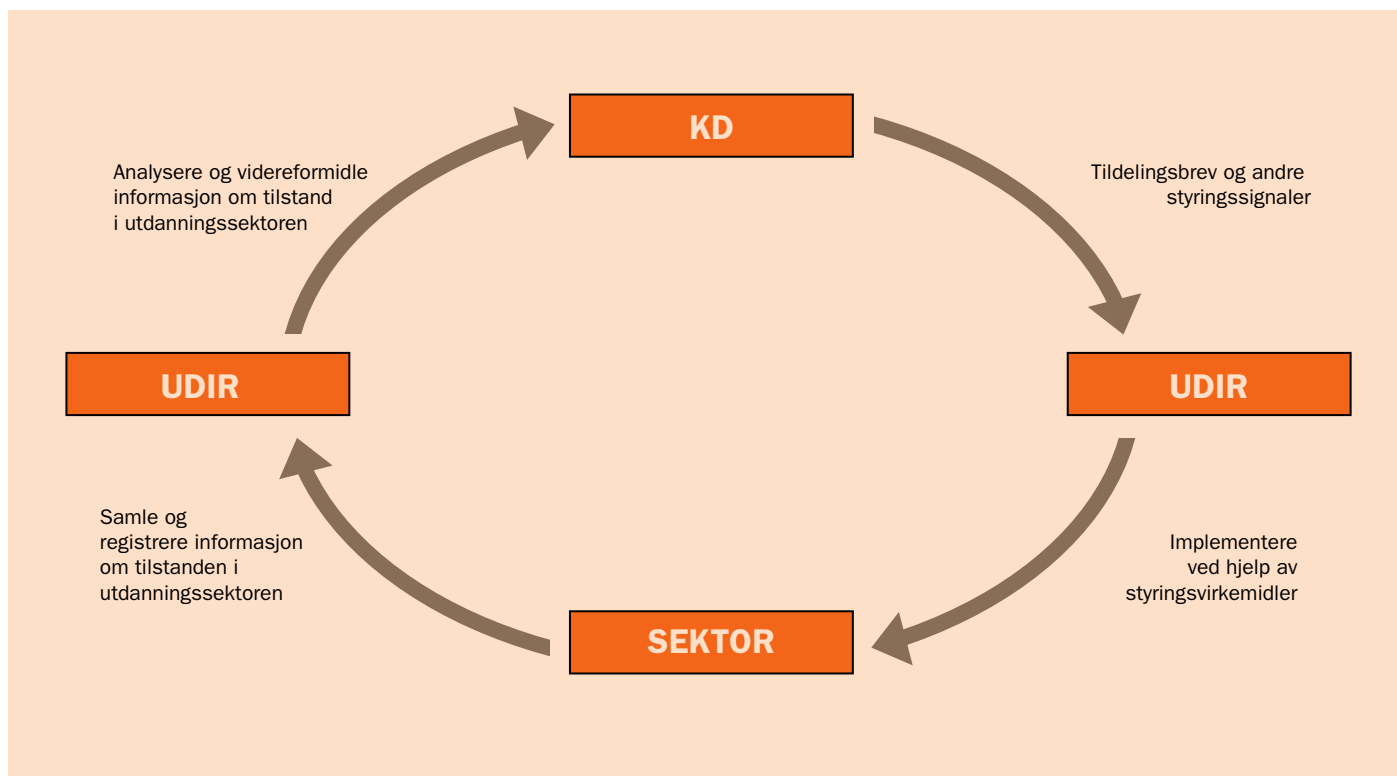 KD
Analysere og videreformidle
informasjon om tilstand
i utdanningssektoren
Tildelingsbrev og andre
styringssignaler
UDIR
UDIR
Samle og
registrere informasjon
om tilstanden i
utdanningssektoren
Implementere
ved hjelp av
styringsvirkemidler
SEKTOR